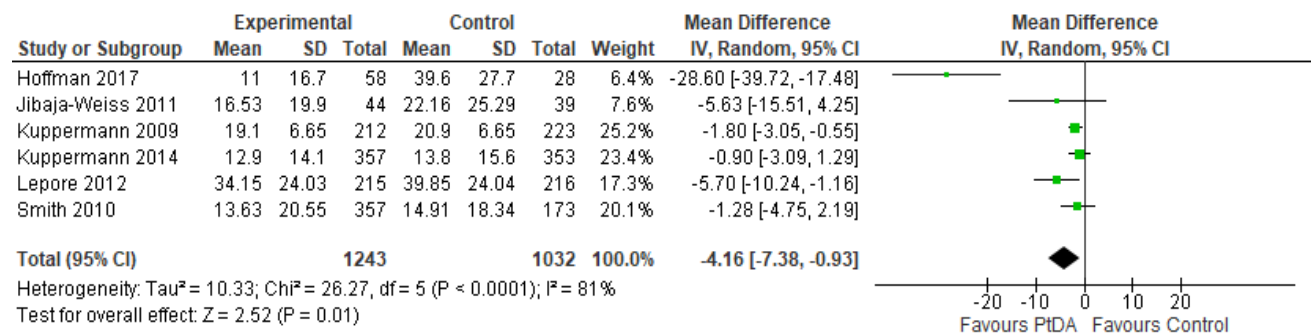 Experimental Control Mean Difference Mean Difference
Study or Subgroup Mean SD Total Mean SD Total Weight IV, Random, 95% CI IV, Random, 95% CI
Hoffman 2017 11 16.7 58 39.6 27.7 28 6.4% -28.60 [-39.72, -17.48]
Jibaja-Weiss 2011 16.53 19.9 44 22.16 25.29 39 7.6% -5.63 [-15.51, 4.25]
Kuppermann 2009 19.1 6.65 212 20.9 6.65 223 25.2% -1.80 [-3.05, -0.55]
Kuppermann 2014 12.9 14.1 357 13.8 15.6 353 23.4% -0.90 [-3.09, 1.29]
Lepore 2012 34.15 24.03 215 39.85 24.04 216 17.3% -5.70 [-10.24, -1.16]
Smith 2010 13.63 20.55 357 14.91 18.34 173 20.1% -1.28 [-4.75, 2.19]
Total (95% CI) 1243 1032 100.0% -4.16 [-7.38, -0.93]
Heterogeneity: Tau² = 10.33; Chi² = 26.27, df = 5 (P < 0.0001); I² = 81%
Test for overall effect: Z = 2.52 (P = 0.01)
-20 -10 0 10 20
Favours PtDA Favours Control